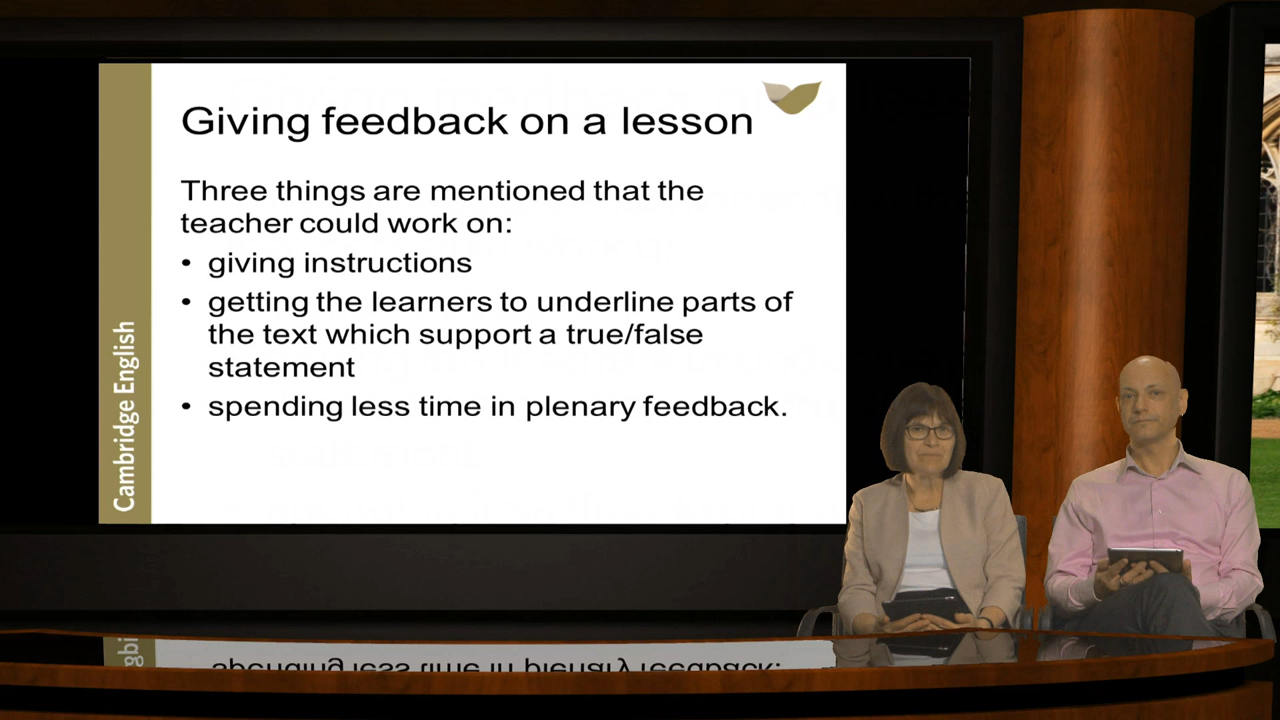 Giving feedback on a lesson
Three things are mentioned that the
teacher could work on:
• giving instructions
• getting the learners to underline parts of
the text which support a true/false
statement
• spending less time in plenary feedback.
Cambridge English